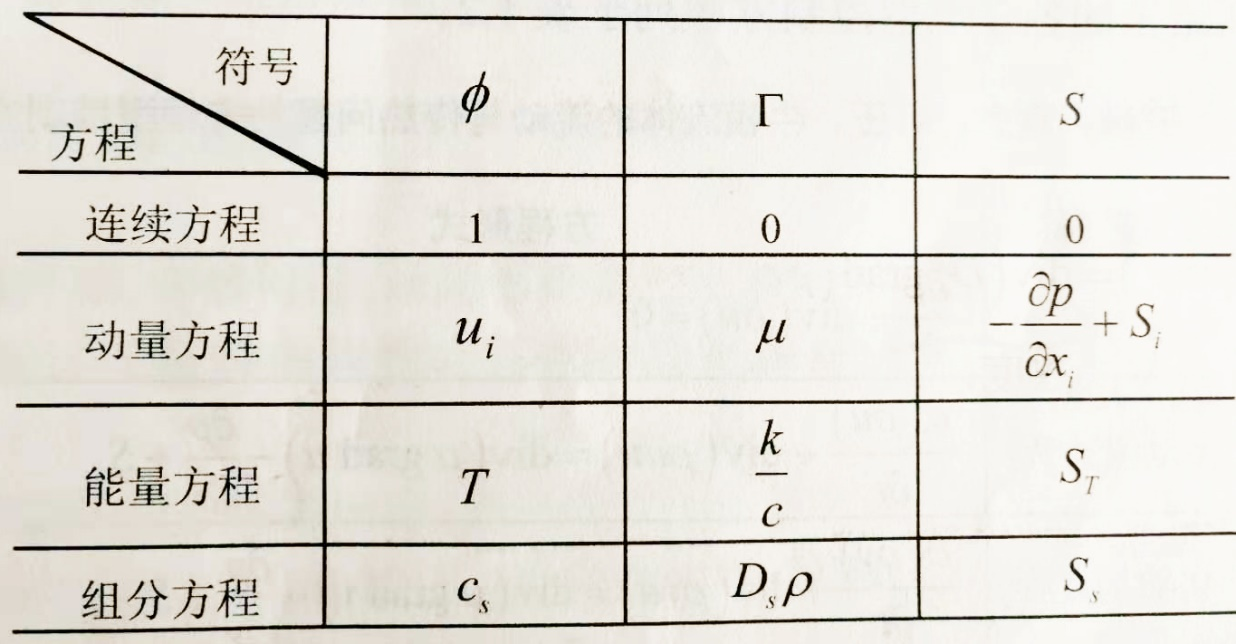 符号 ϕ Γ S
方程
连续方程 1 0 0
动量方程 u_i μ -∂p/∂x_i + S_i
能量方程 T k/c S_T
组分方程 c_s D_sρ S_s